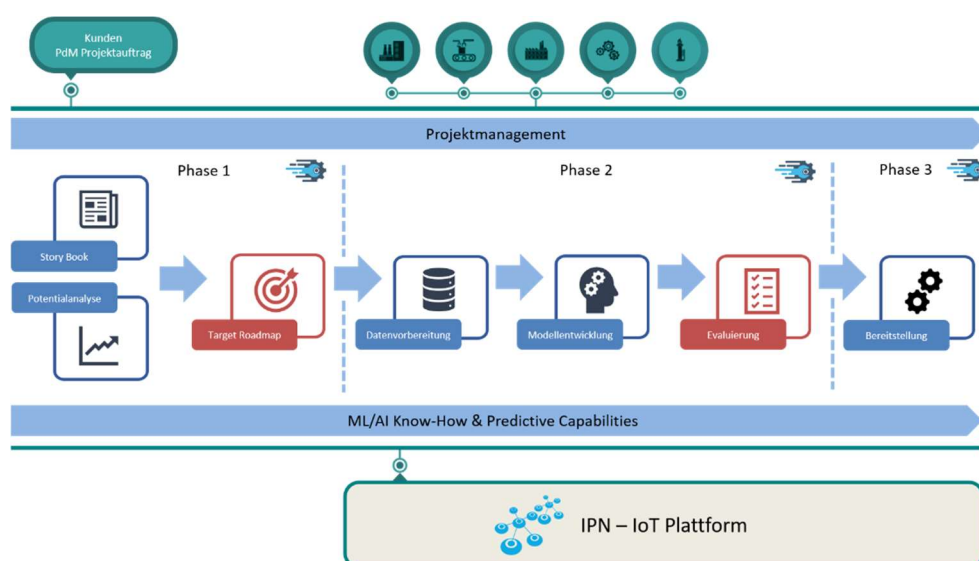 Kunden
PdM Projektauftrag
Projektmanagement
Phase 1
Phase 2
Phase 3
Story Book
Potentialanalyse
Target Roadmap
Datenvorbereitung
Modellentwicklung
Evaluierung
Bereitstellung
ML/AI Know-How & Predictive Capabilities
IPN – IoT Plattform